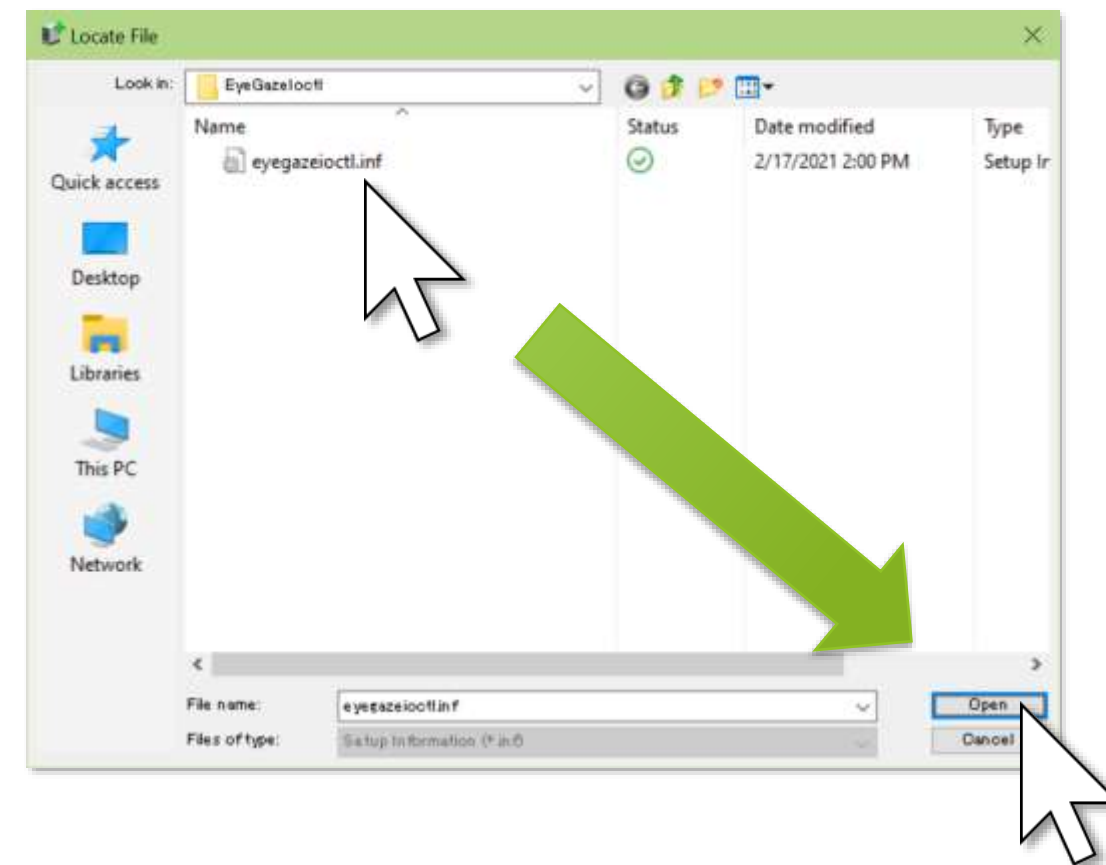 Locate File
Look in: EyeGazeIoctl
Name Status Date modified Type
eyegazeioctl.inf 2/17/2021 2:00 PM Setup Ir
Quick access
Desktop
Libraries
This PC
Network
File name: eyegazeioctl.inf Open
Files of type: Setup Information (*.inf) Cancel